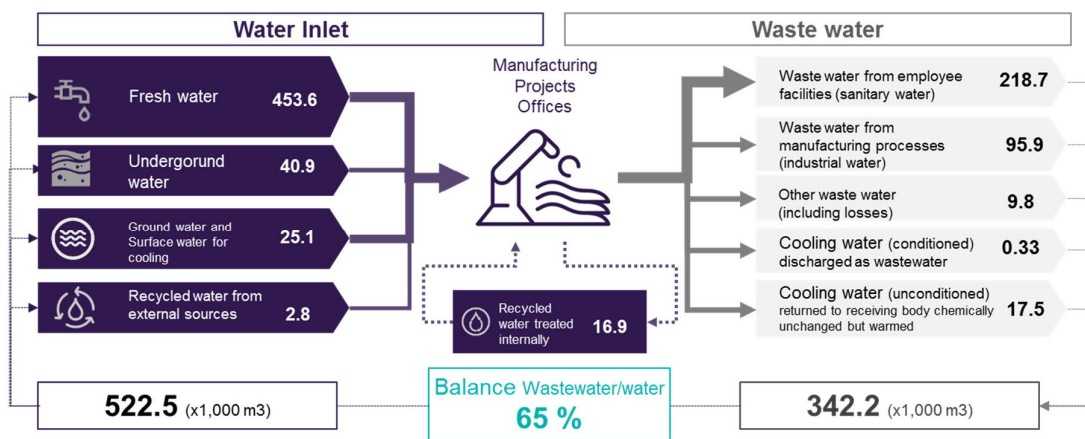 Water Inlet
Waste water
Fresh water
453.6
Undergorund
water
40.9
Ground water and
Surface water for
cooling
25.1
Recycled water from
external sources
2.8
Manufacturing
Projects
Offices
Recycled
water treated
internally
16.9
Waste water from employee
facilities (sanitary water)
218.7
Waste water from
manufacturing processes
(industrial water)
95.9
Other waste water
(including losses)
9.8
Cooling water (conditioned)
discharged as wastewater
0.33
Cooling water (unconditioned)
returned to receiving body chemically
unchanged but warmed
17.5
522.5 (x1,000 m3)
Balance Wastewater/water
65 %
342.2 (x1,000 m3)